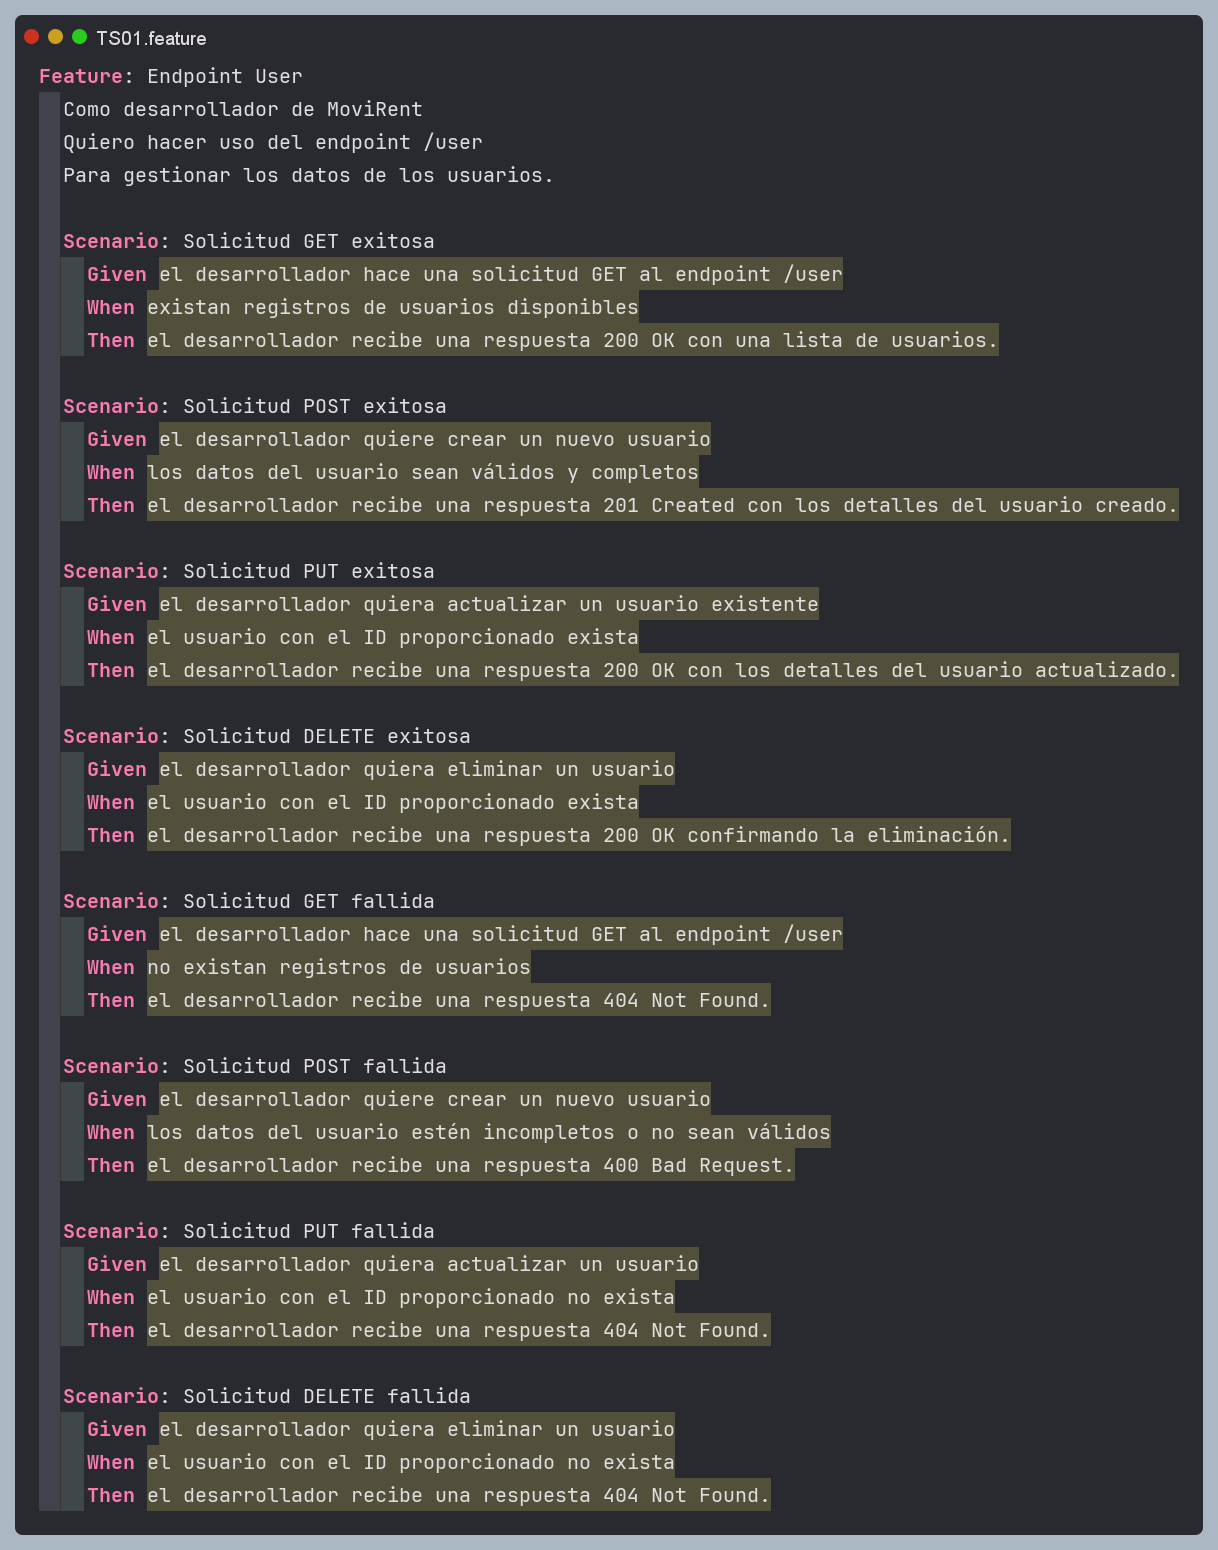 TS01.feature
Feature: Endpoint User
Como desarrollador de MoviRent
Quiero hacer uso del endpoint /user
Para gestionar los datos de los usuarios.
Scenario: Solicitud GET exitosa
Given el desarrollador hace una solicitud GET al endpoint /user
When existan registros de usuarios disponibles
Then el desarrollador recibe una respuesta 200 OK con una lista de usuarios.
Scenario: Solicitud POST exitosa
Given el desarrollador quiere crear un nuevo usuario
When los datos del usuario sean válidos y completos
Then el desarrollador recibe una respuesta 201 Created con los detalles del usuario creado.
Scenario: Solicitud PUT exitosa
Given el desarrollador quiera actualizar un usuario existente
When el usuario con el ID proporcionado exista
Then el desarrollador recibe una respuesta 200 OK con los detalles del usuario actualizado.
Scenario: Solicitud DELETE exitosa
Given el desarrollador quiera eliminar un usuario
When el usuario con el ID proporcionado exista
Then el desarrollador recibe una respuesta 200 OK confirmando la eliminación.
Scenario: Solicitud GET fallida
Given el desarrollador hace una solicitud GET al endpoint /user
When no existan registros de usuarios
Then el desarrollador recibe una respuesta 404 Not Found.
Scenario: Solicitud POST fallida
Given el desarrollador quiere crear un nuevo usuario
When los datos del usuario estén incompletos o no sean válidos
Then el desarrollador recibe una respuesta 400 Bad Request.
Scenario: Solicitud PUT fallida
Given el desarrollador quiera actualizar un usuario
When el usuario con el ID proporcionado no exista
Then el desarrollador recibe una respuesta 404 Not Found.
Scenario: Solicitud DELETE fallida
Given el desarrollador quiera eliminar un usuario
When el usuario con el ID proporcionado no exista
Then el desarrollador recibe una respuesta 404 Not Found.